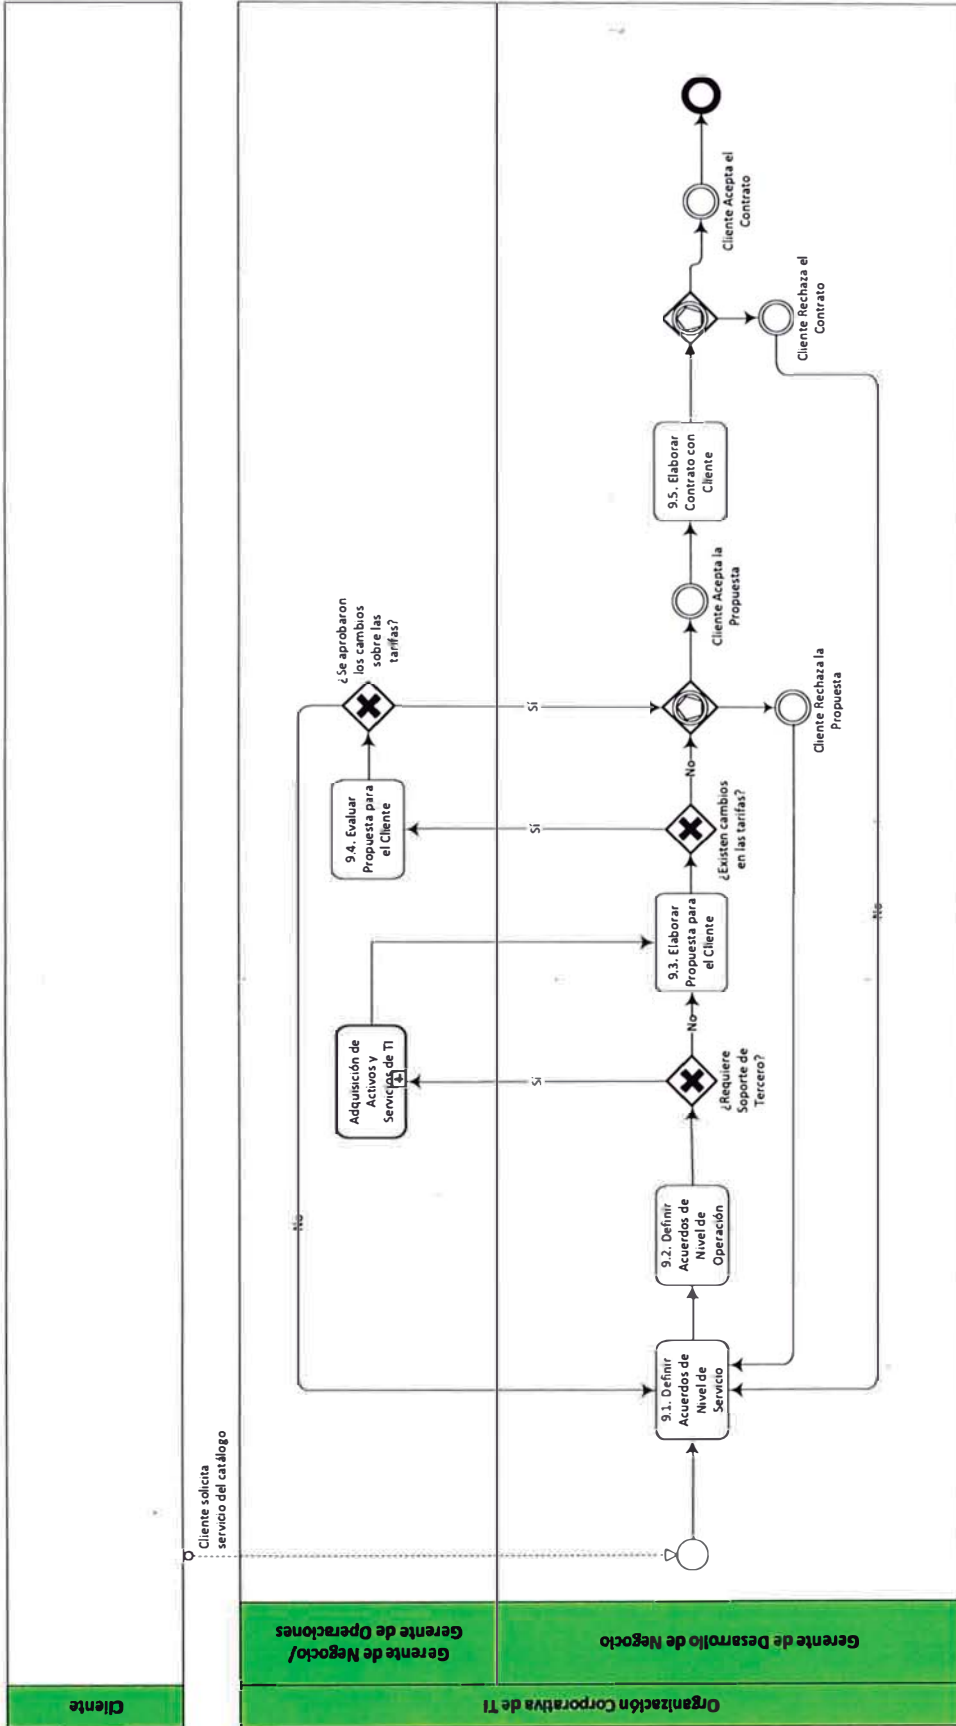 Cliente
Organización Corporativa de TI
Gerente de Negocio/
Gerente de Operaciones
Gerente de Desarrollo de Negocio
Cliente solicita
servicio del catálogo
9.1. Definir
Acuerdos de
Nivel de
Servicio
9.2. Definir
Acuerdos de
Nivel de
Operación
¿Requiere
Soporte de
Tercero?
Si
No
Adquisición de
Activos y
Servicios de TI
9.3. Elaborar
Propuesta para
el Cliente
¿Existen cambios
en las tarifas?
Si
No
9.4. Evaluar
Propuesta para
el Cliente
¿Se aprobaron
los cambios
sobre las
tarifas?
Si
No
Cliente Rechaza la
Propuesta
Cliente Acepta la
Propuesta
9.5. Elaborar
Contrato con
Cliente
Cliente Rechaza el
Contrato
No
Cliente Acepta el
Contrato